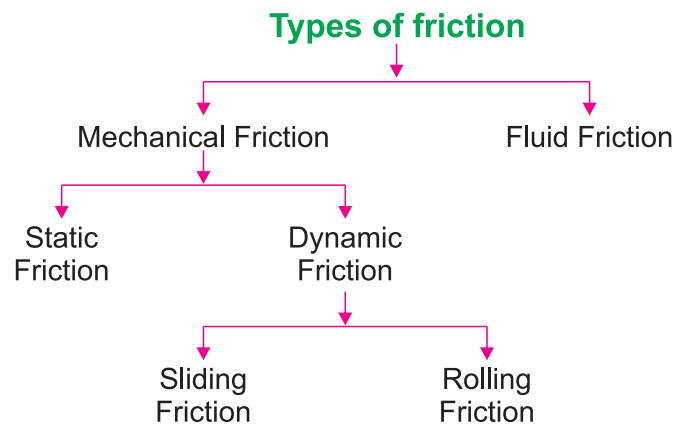 Types of friction
Mechanical Friction
Fluid Friction
Static
Friction
Dynamic
Friction
Sliding
Friction
Rolling
Friction